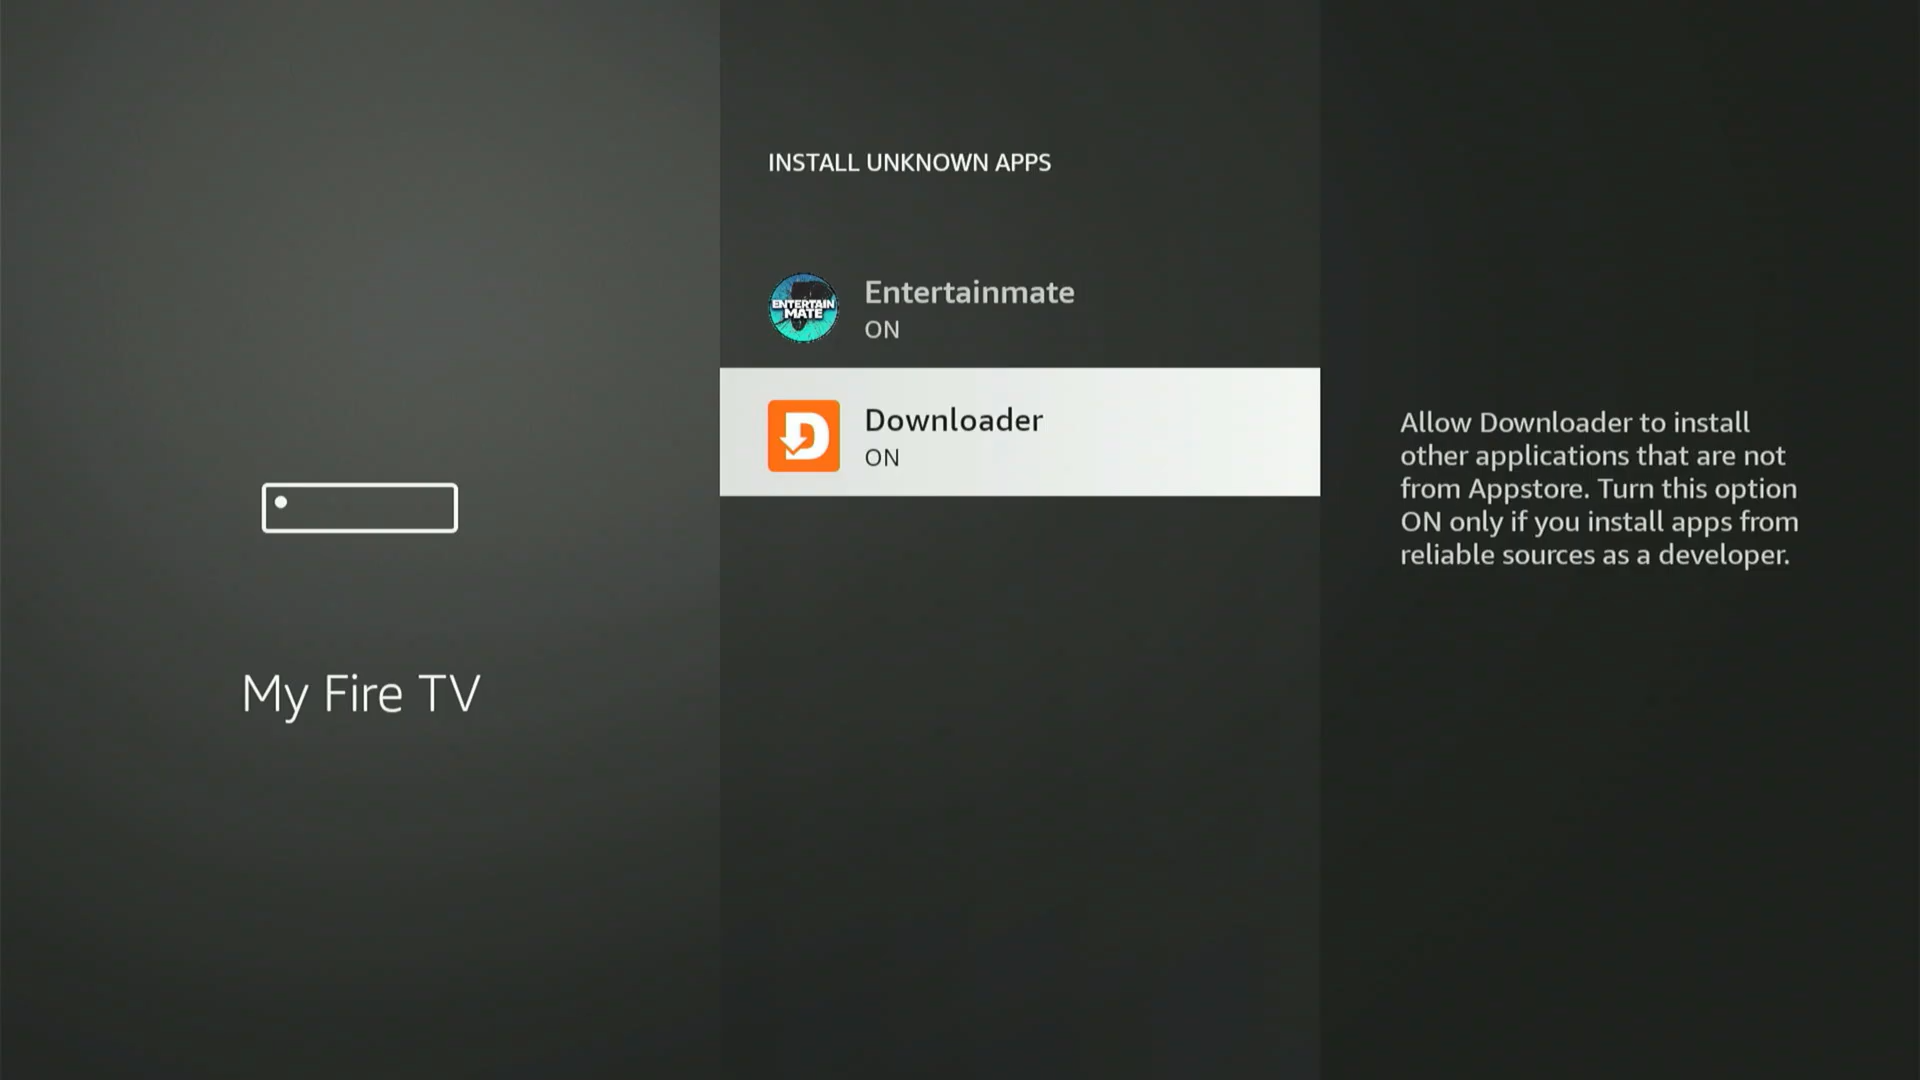 INSTALL UNKNOWN APPS
ENTERTAIN
MATE
Entertainmate
ON
Downloader
ON
My Fire TV
Allow Downloader to install
other applications that are not
from Appstore. Turn this option
ON only if you install apps from
reliable sources as a developer.